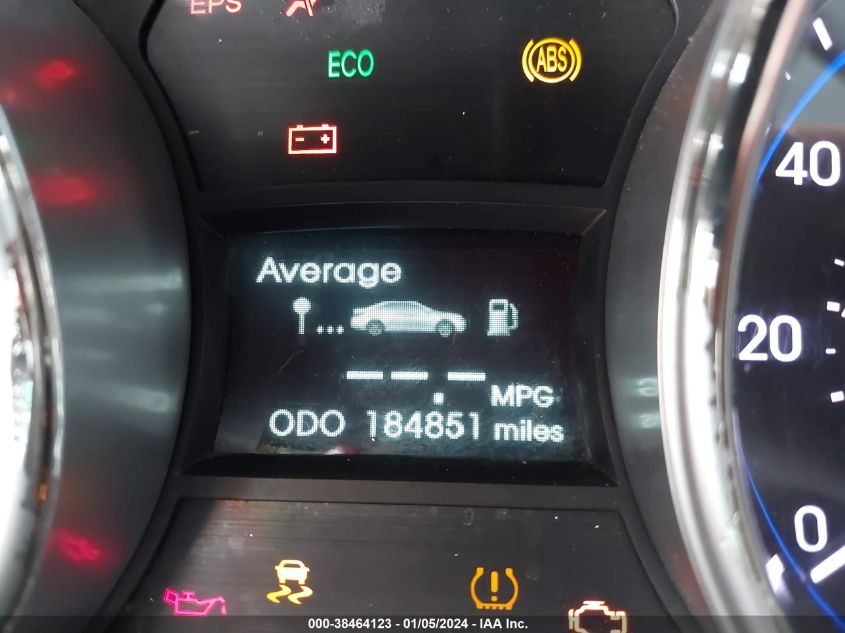 EPS
ECO
ABS
40
Average
20
--.- MPG
ODO 184851 miles
0
000-38464123 - 01/05/2024 - IAA Inc.